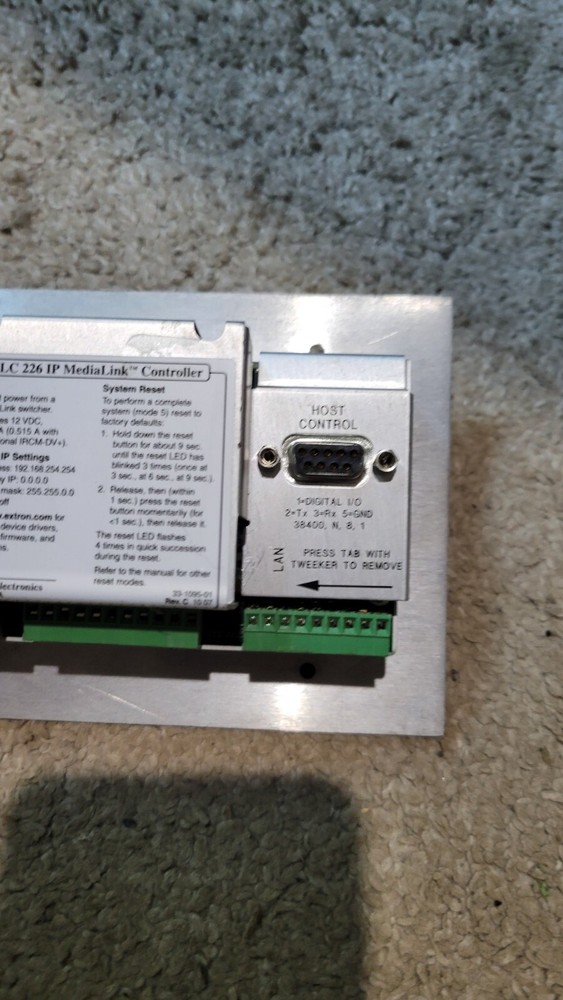 LC 226 IP MediaLink™ Controller
power from a
Link switcher.
es 12 VDC,
A (0.515 A with
onal IRCM-DV+).
IP Settings
ess: 192.168.254.254
y IP: 0.0.0.0
mask: 255.255.0.0
off
w.extron.com for
device drivers,
firmware, and
ns.
lectronics
System Reset
To perform a complete
system (mode 5) reset to
factory defaults:
1. Hold down the reset
button for about 9 sec.
until the reset LED has
blinked 3 times (once at
3 sec., at 6 sec., at 9 sec.).
2. Release, then (within
1 sec.) press the reset
button momentarily (for
<1 sec.), then release it.
The reset LED flashes
4 times in quick succession
during the reset.
Refer to the manual for other
reset modes.
33-1095-01
Rev. C 10 07
HOST
CONTROL
1=DIGITAL I/O
2=Tx 3=Rx 5=GND
38400, N, 8, 1
LAN
PRESS TAB WITH
TWEEKER TO REMOVE